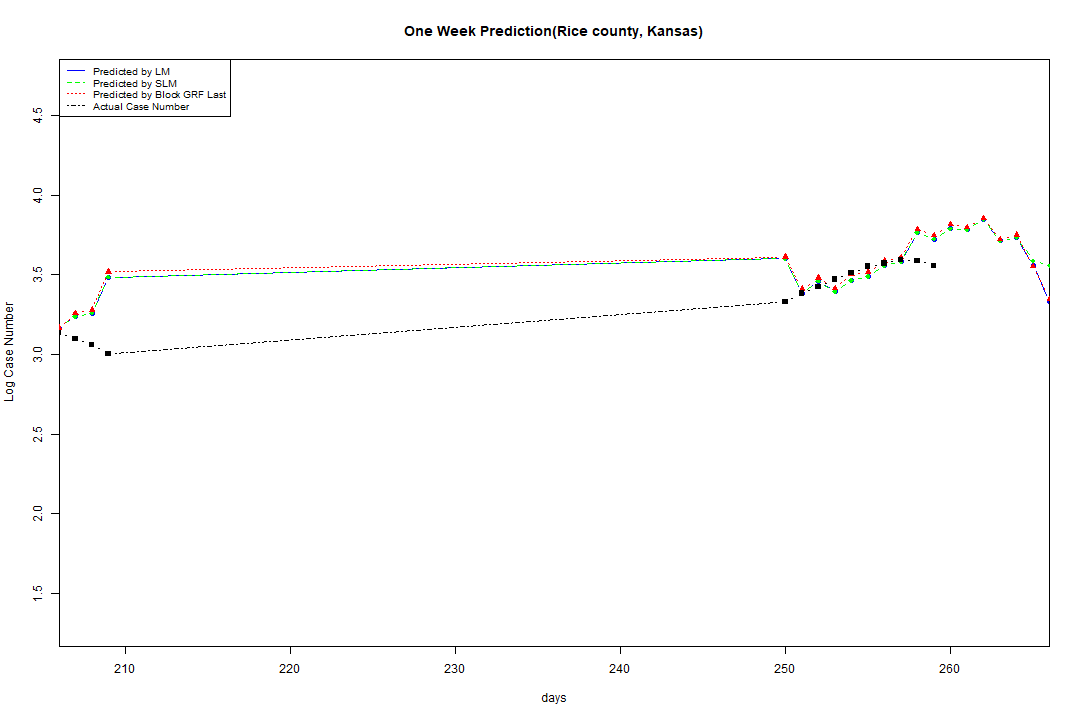 One Week Prediction(Rice county, Kansas)
Predicted by LM
Predicted by SLM
Predicted by Block GRF Last
Actual Case Number
4.5
4.0
3.5
3.0
2.5
2.0
1.5
Log Case Number
210 220 230 240 250 260
days